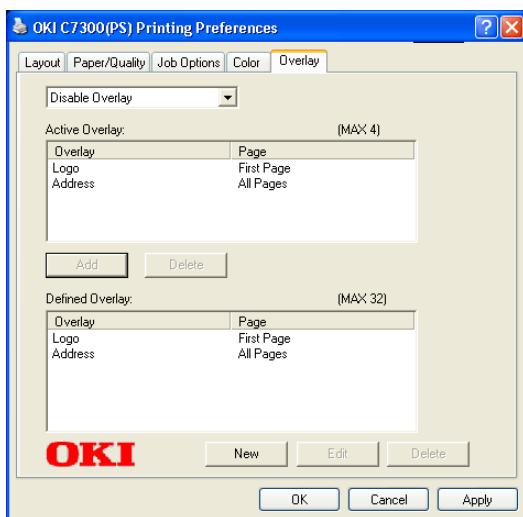 OKI C7300(PS) Printing Preferences
Layout Paper/Quality Job Options Color Overlay
Disable Overlay
Active Overlay: (MAX 4)
Overlay Page
Logo First Page
Address All Pages
Add Delete
Defined Overlay: (MAX 32)
Overlay Page
Logo First Page
Address All Pages
OKI New Edit Delete
OK Cancel Apply